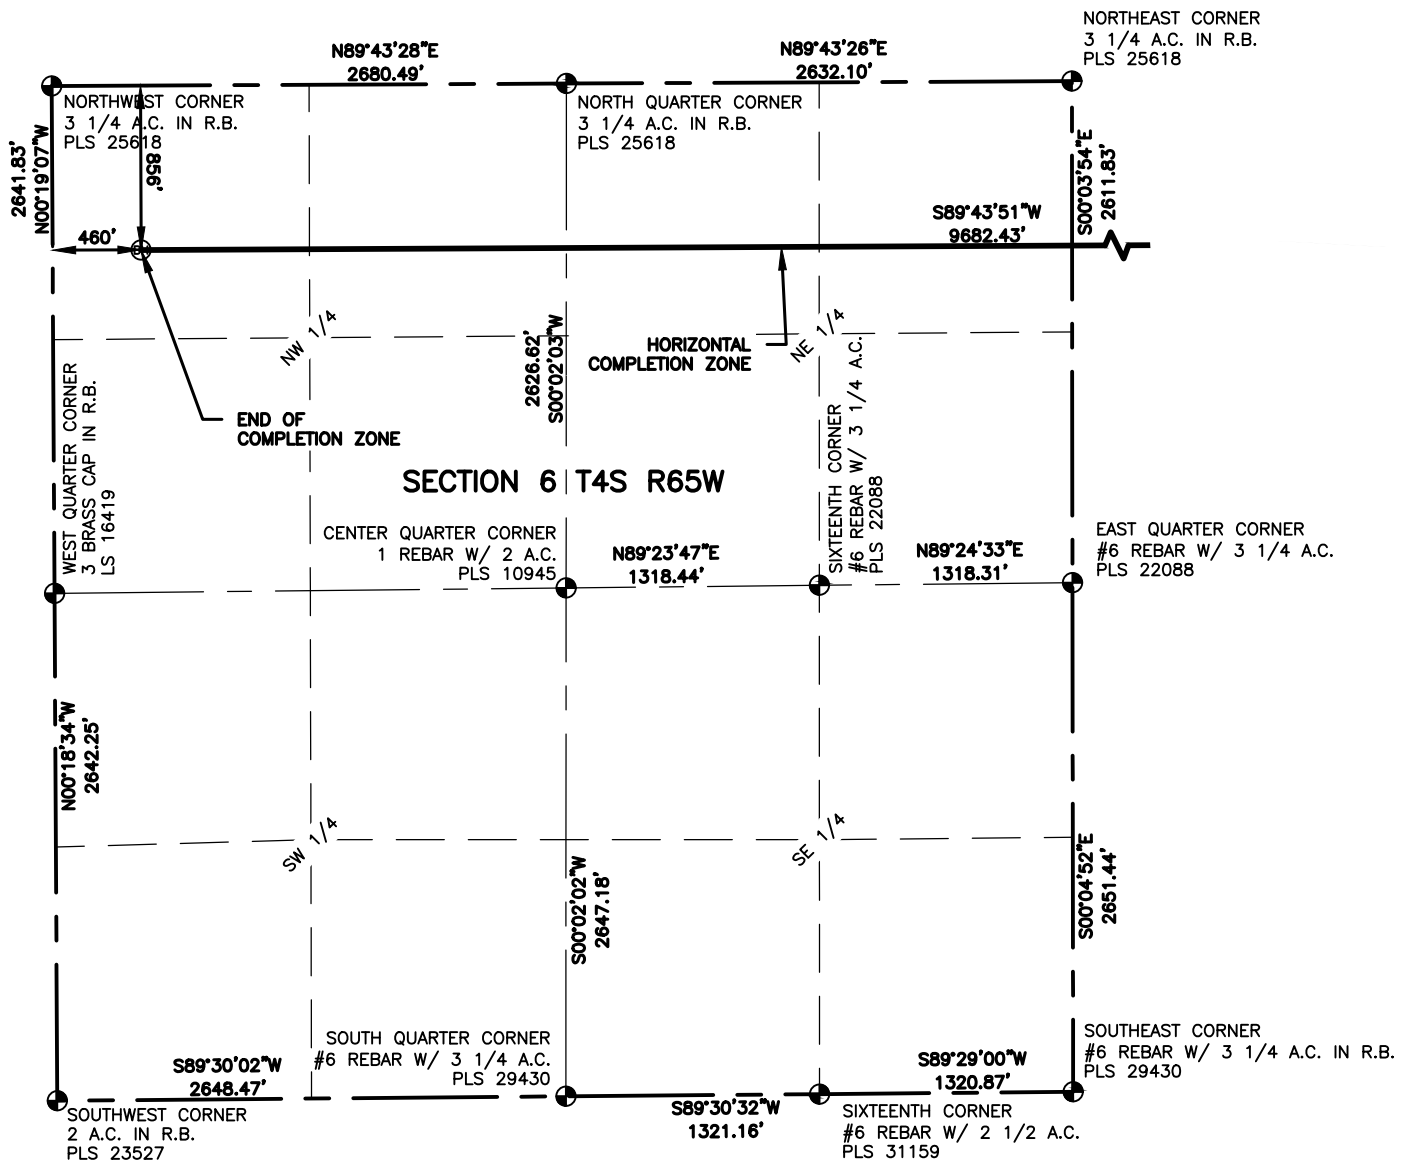 NORTHEAST CORNER
3 1/4 A.C. IN R.B.
PLS 25618
N89°43'28"E
2680.49'
N89°43'26"E
2632.10'
NORTHWEST CORNER
3 1/4 A.C. IN R.B.
PLS 25618
NORTH QUARTER CORNER
3 1/4 A.C. IN R.B.
PLS 25618
2641.83'
N00°19'07"W
856'
S00°03'54"E
2611.83'
460'
S89°43'51"W
9682.43'
NW 1/4
2626.62'
S00°02'03"W
HORIZONTAL
COMPLETION ZONE
NE 1/4
END OF
COMPLETION ZONE
WEST QUARTER CORNER
3 BRASS CAP IN R.B.
LS 16419
SECTION 6 T4S R65W
SIXTEENTH CORNER
#6 REBAR W/ 3 1/4 A.C.
PLS 22088
CENTER QUARTER CORNER
1 REBAR W/ 2 A.C.
PLS 10945
N89°23'47"E
1318.44'
N89°24'33"E
1318.31'
EAST QUARTER CORNER
#6 REBAR W/ 3 1/4 A.C.
PLS 22088
N00°18'34"W
2642.25'
SW 1/4
SE 1/4
S00°02'02"W
2647.18'
S00°04'52"E
2651.44'
S89°30'02"W
2648.47'
SOUTH QUARTER CORNER
#6 REBAR W/ 3 1/4 A.C.
PLS 29430
S89°29'00"W
1320.87'
SOUTHEAST CORNER
#6 REBAR W/ 3 1/4 A.C. IN R.B.
PLS 29430
SOUTHWEST CORNER
2 A.C. IN R.B.
PLS 23527
S89°30'32"W
1321.16'
SIXTEENTH CORNER
#6 REBAR W/ 2 1/2 A.C.
PLS 31159